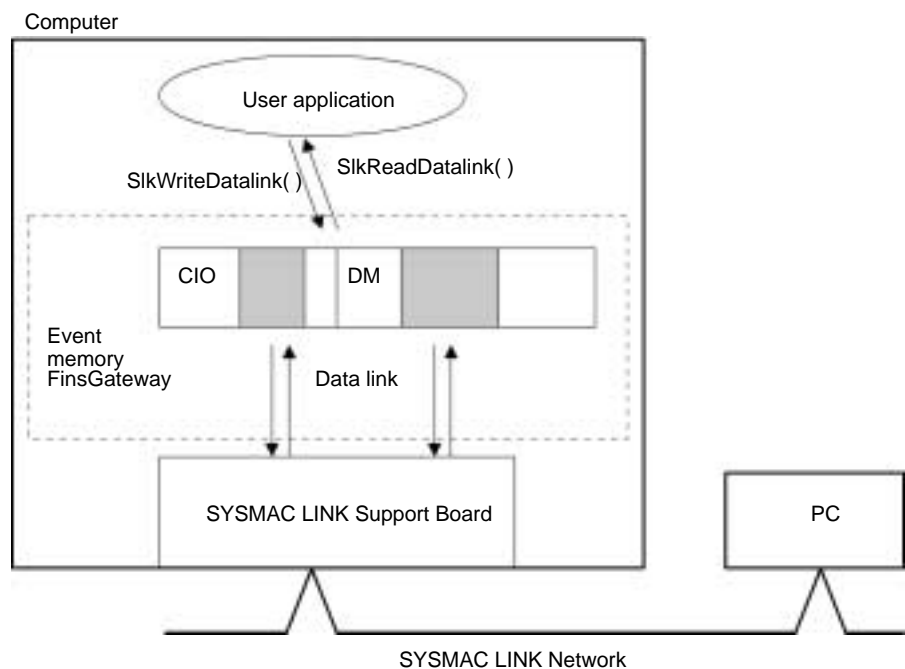 Computer
User application
SlkWriteDatalink( )
SlkReadDatalink( )
CIO
DM
Event
memory
FinsGateway
Data link
SYSMAC LINK Support Board
PC
SYSMAC LINK Network